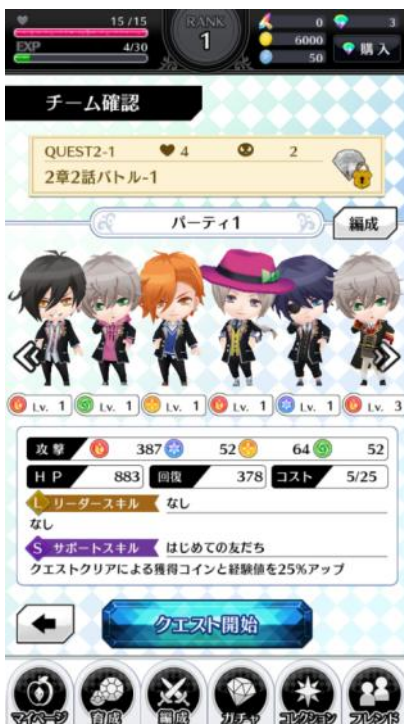 15/15
RANK
1
0
3
EXP
4/30
6000
50
購入
チーム確認
QUEST2-1
4
2
2章2話バトル-1
パーティ1
編成
Lv. 1
Lv. 1
Lv. 1
Lv. 1
Lv. 1
Lv. 3
攻撃 387 52 64 52
HP 883 回復 378 コスト 5/25
L リーダースキル なし
なし
S サポートスキル はじめての友だち
クエストクリアによる獲得コインと経験値を25%アップ
クエスト開始
マイページ 育成 編成 ガチャ コレクション フレンド